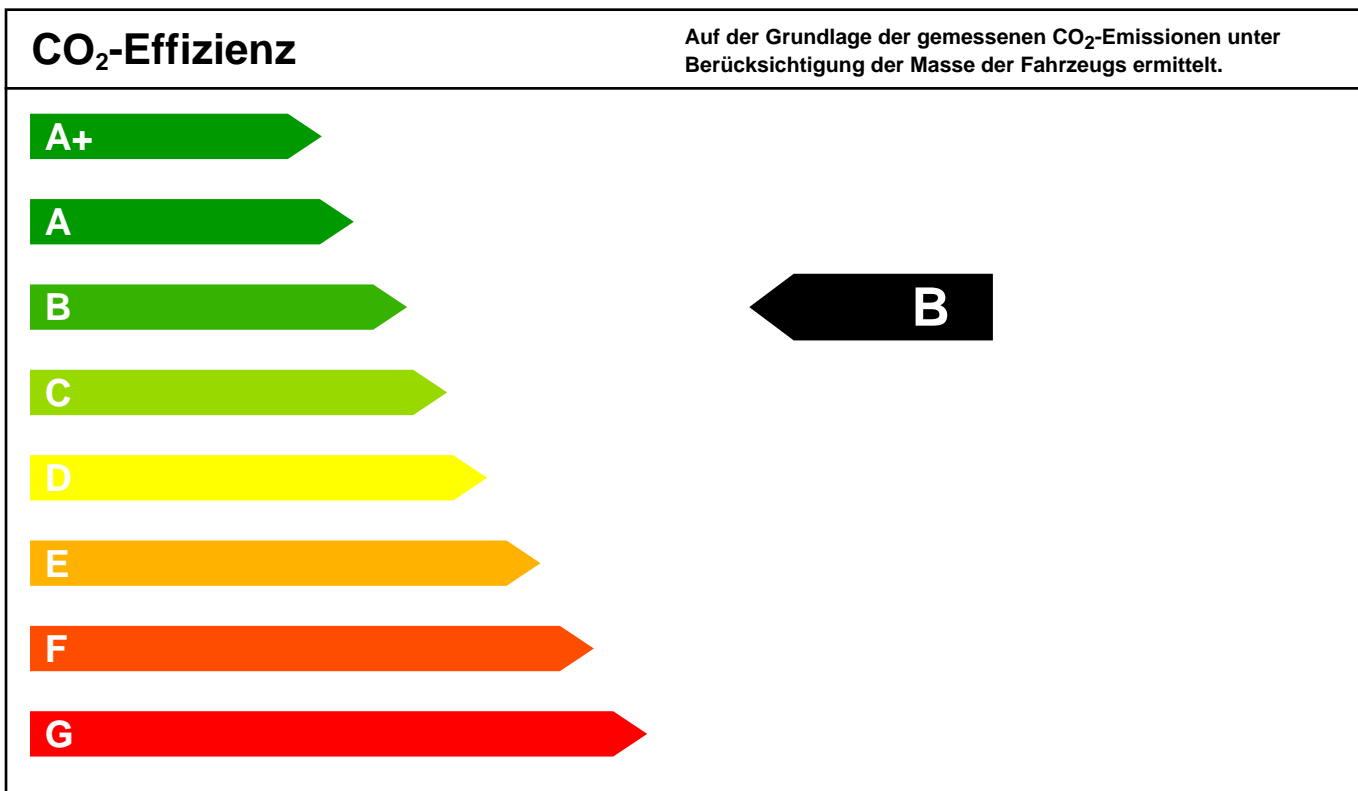 CO₂-Effizienz
Auf der Grundlage der gemessenen CO₂-Emissionen unter
Berücksichtigung der Masse der Fahrzeugs ermittelt.
A+
A
B
B
C
D
E
F
G